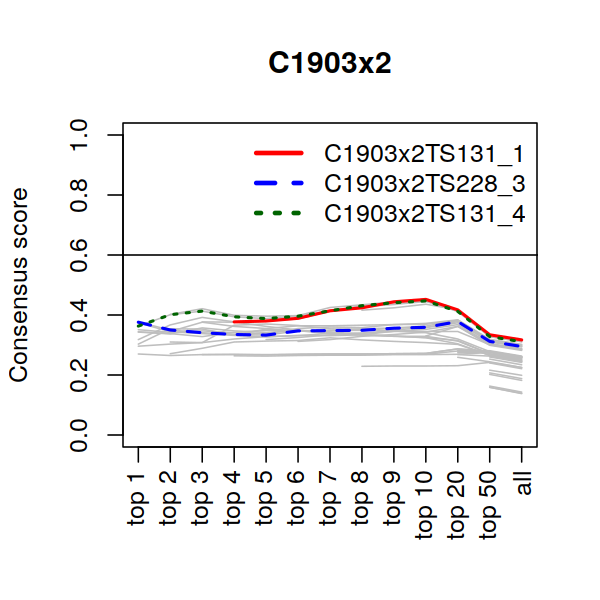 C1903x2
Consensus score
1.0
0.8
0.6
0.4
0.2
0.0
C1903x2TS131_1
C1903x2TS228_3
C1903x2TS131_4
top 1
top 2
top 3
top 4
top 5
top 6
top 7
top 8
top 9
top 10
top 20
top 50
all